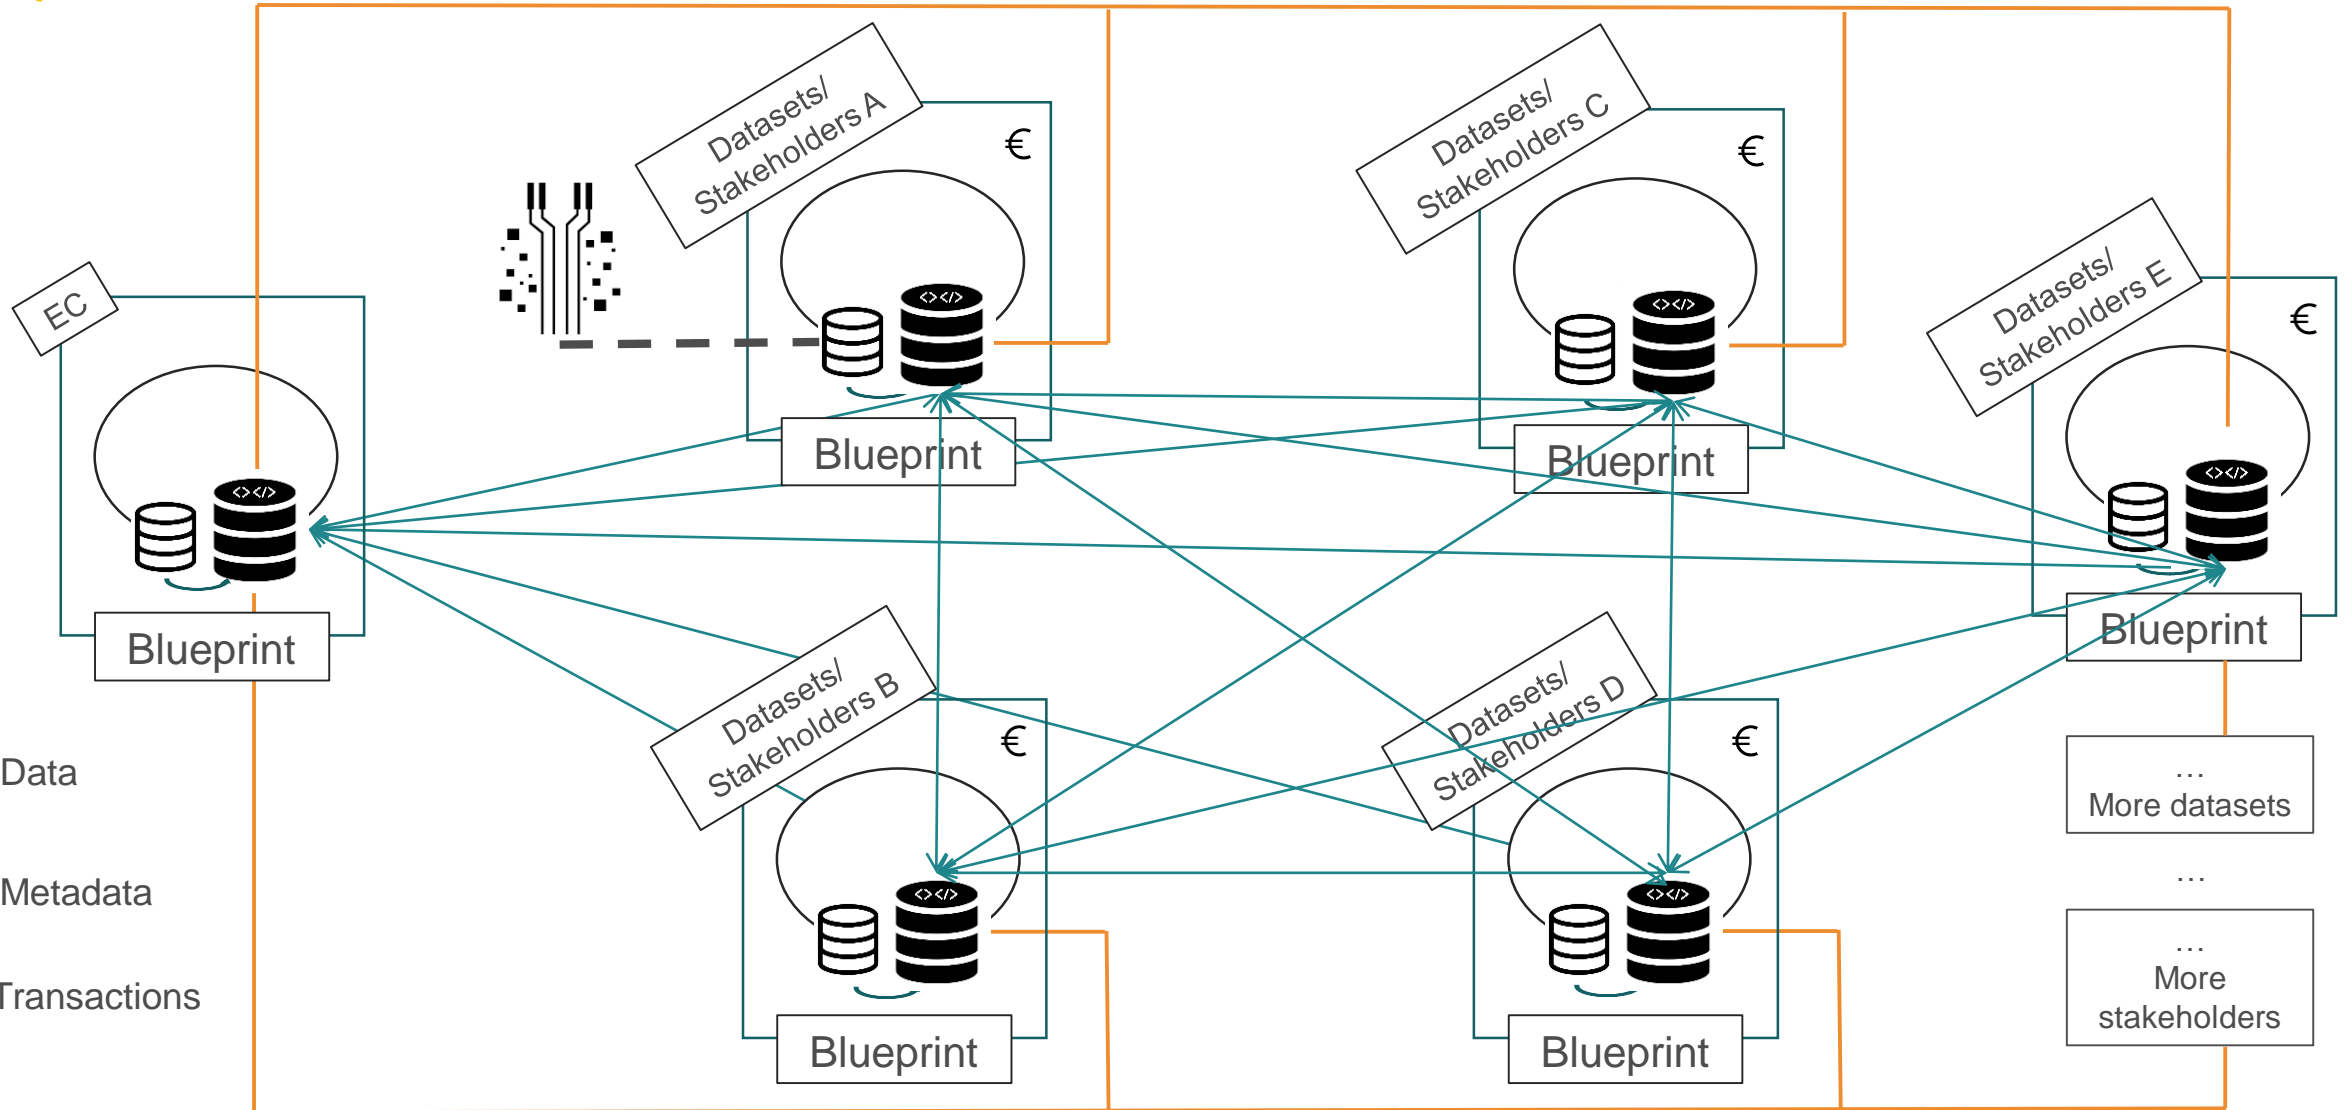 Datasets/
Stakeholders A
€
<></>
Blueprint
Datasets/
Stakeholders C
€
<></>
Blueprint
EC
<></>
Blueprint
Datasets/
Stakeholders E
€
<></>
Blueprint
Datasets/
Stakeholders B
€
<></>
Blueprint
Datasets/
Stakeholders D
€
<></>
Blueprint
Data
Metadata
Transactions
...
More datasets
...
...
More
stakeholders